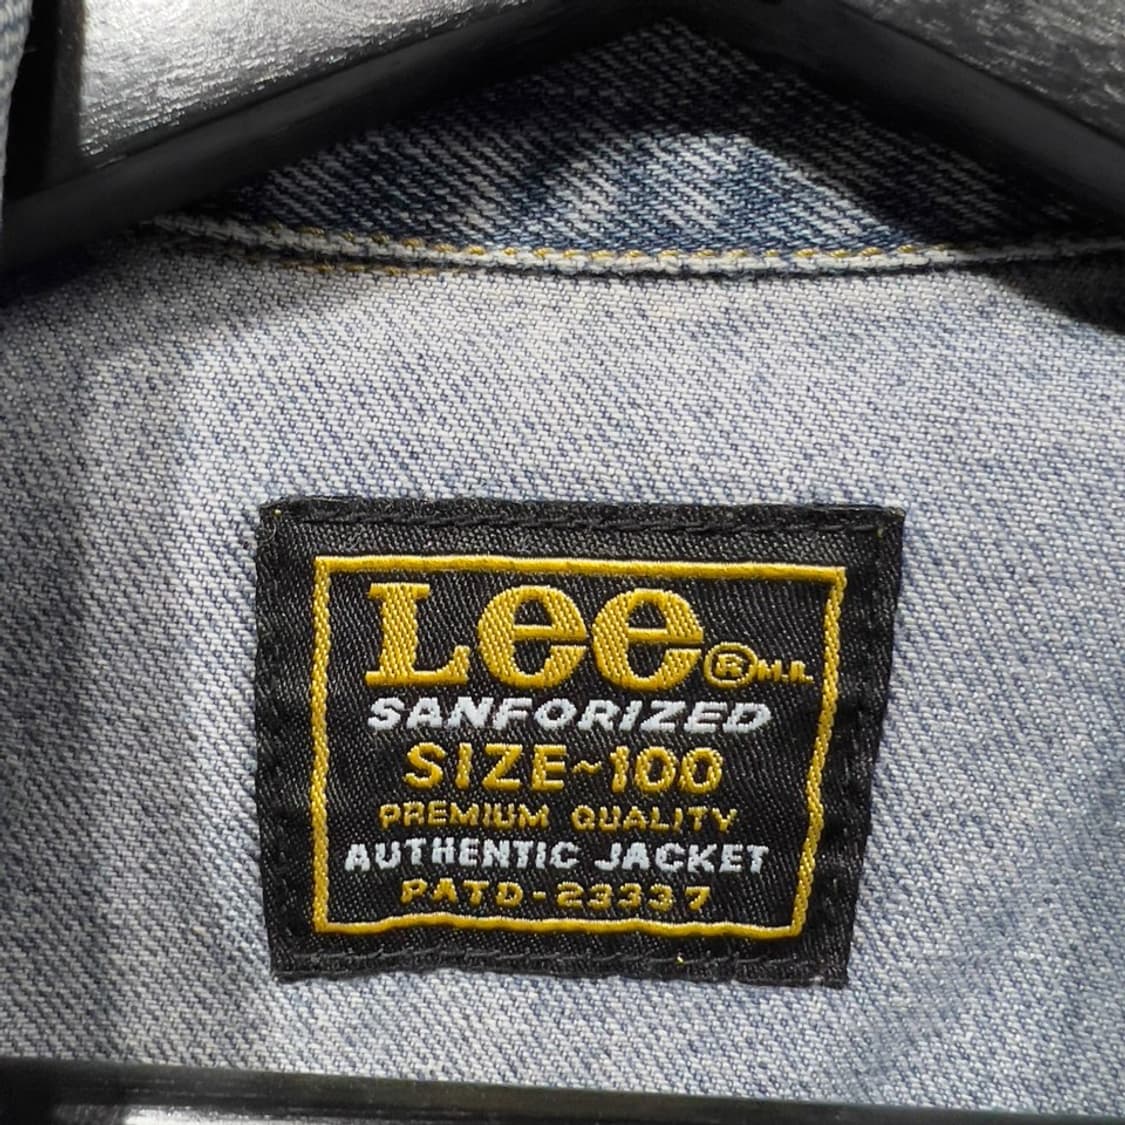 Lee® M.R.
SANFORIZED
SIZE~100
PREMIUM QUALITY
AUTHENTIC JACKET
PATD-23337